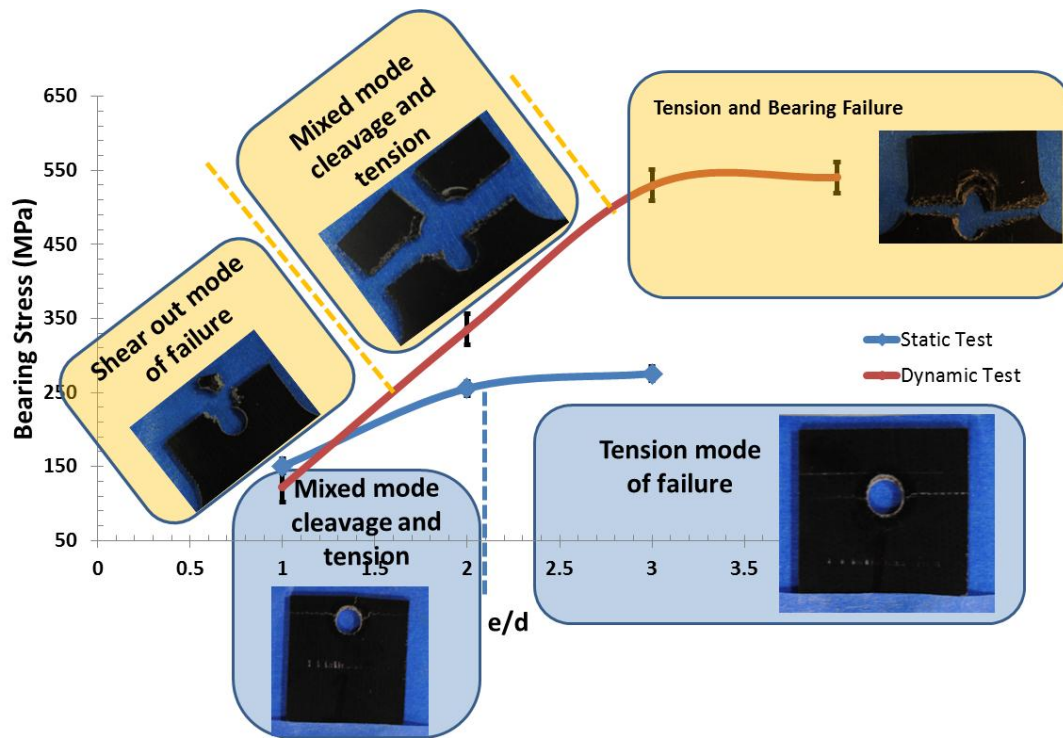 Mixed mode
cleavage and
tension
Tension and Bearing Failure
Shear out mode
of failure
Bearing Stress (MPa)
650
550
450
350
250
150
50
Static Test
Dynamic Test
Tension mode
of failure
Mixed mode
cleavage and
tension
0 0.5 1 1.5 2 2.5 3 3.5
e/d